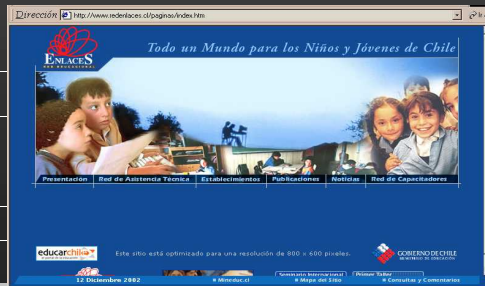 Dirección http://www.redenlaces.cl/paginas/index.htm Ir
ENLACES
RED EDUCACIONAL
Todo un Mundo para los Niños y Jóvenes de Chile
Presentación Red de Asistencia Técnica Establecimientos Publicaciones Noticias Red de Capacitadores
educarchile
Este sitio está optimizado para una resolución de 800 x 600 pixeles.
GOBIERNO DE CHILE
MINISTERIO DE EDUCACION
Seminario Internacional Primer Taller
12 Diciembre 2002 Mineduc.cl Mapa del Sitio Consultas y Comentarios